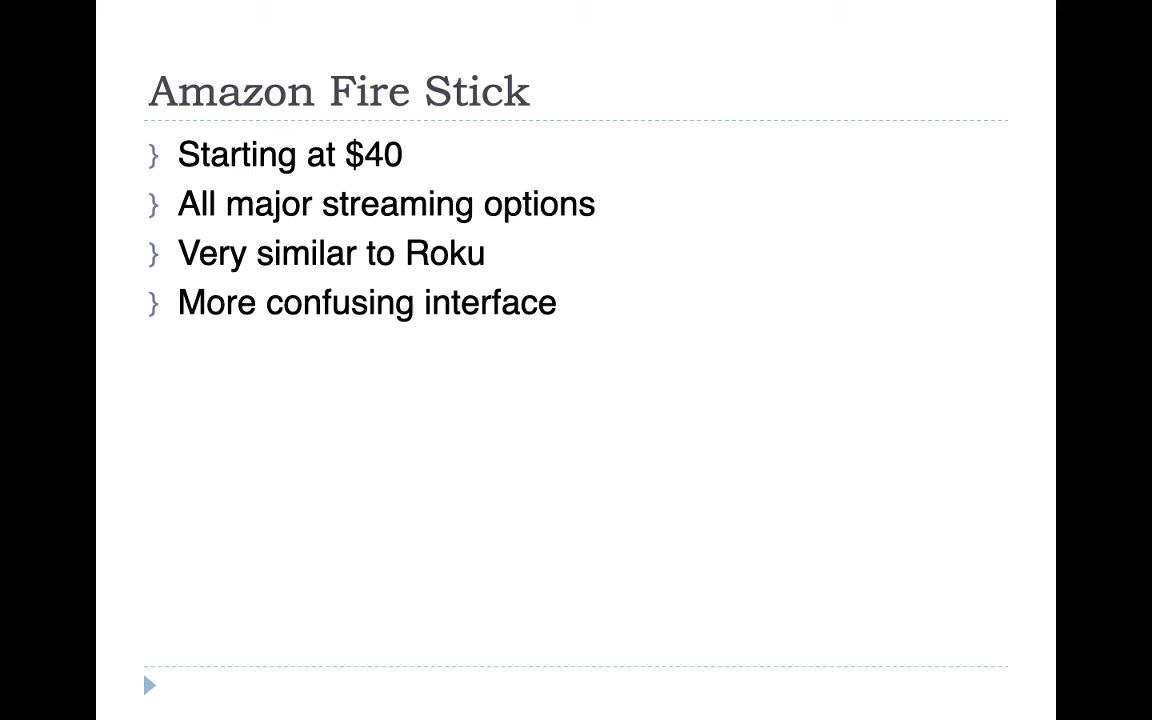 Amazon Fire Stick
} Starting at $40
} All major streaming options
} Very similar to Roku
} More confusing interface